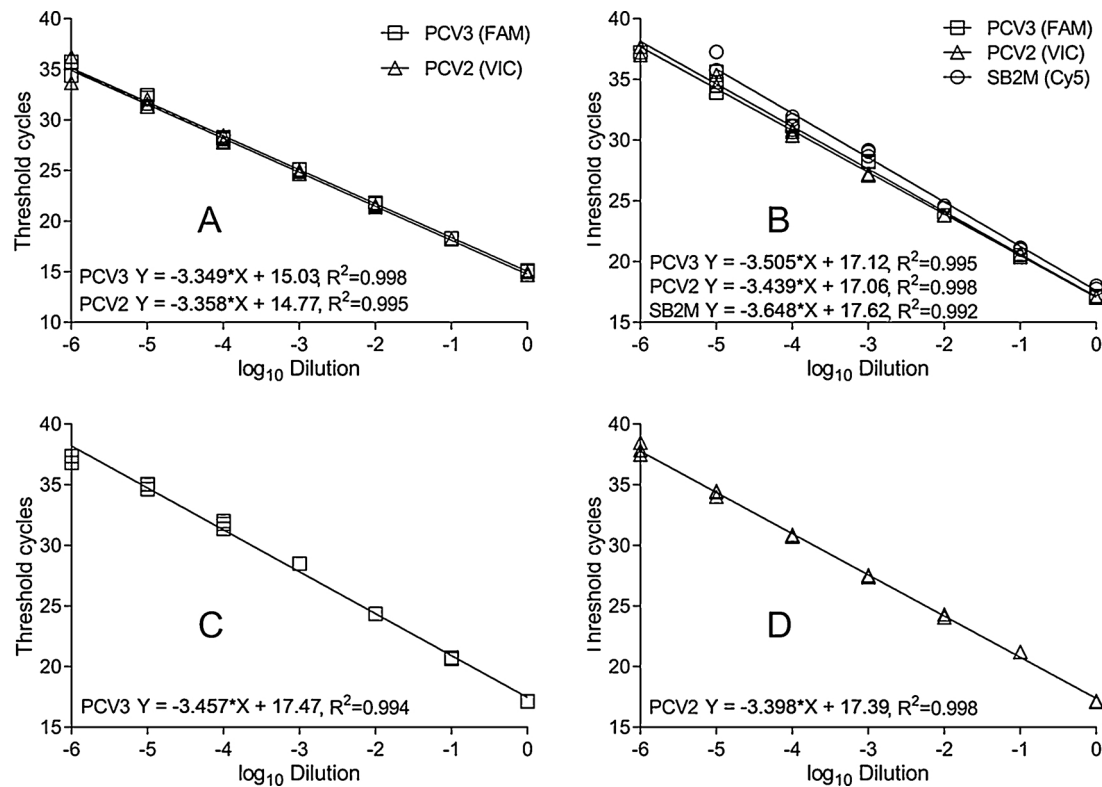 PCV3 (FAM)
PCV2 (VIC)
Threshold cycles
40
35
30
25
20
15
10
A
PCV3 Y = -3.349*X + 15.03, R²=0.998
PCV2 Y = -3.358*X + 14.77, R²=0.995
-6 -5 -4 -3 -2 -1 0
log₁₀ Dilution
PCV3 (FAM)
PCV2 (VIC)
SB2M (Cy5)
Threshold cycles
40
35
30
25
20
15
B
PCV3 Y = -3.505*X + 17.12, R²=0.995
PCV2 Y = -3.439*X + 17.06, R²=0.998
SB2M Y = -3.648*X + 17.62, R²=0.992
-6 -5 -4 -3 -2 -1 0
log₁₀ Dilution
Threshold cycles
40
35
30
25
20
15
C
PCV3 Y = -3.457*X + 17.47, R²=0.994
-6 -5 -4 -3 -2 -1 0
log₁₀ Dilution
Threshold cycles
40
35
30
25
20
15
D
PCV2 Y = -3.398*X + 17.39, R²=0.998
-6 -5 -4 -3 -2 -1 0
log₁₀ Dilution